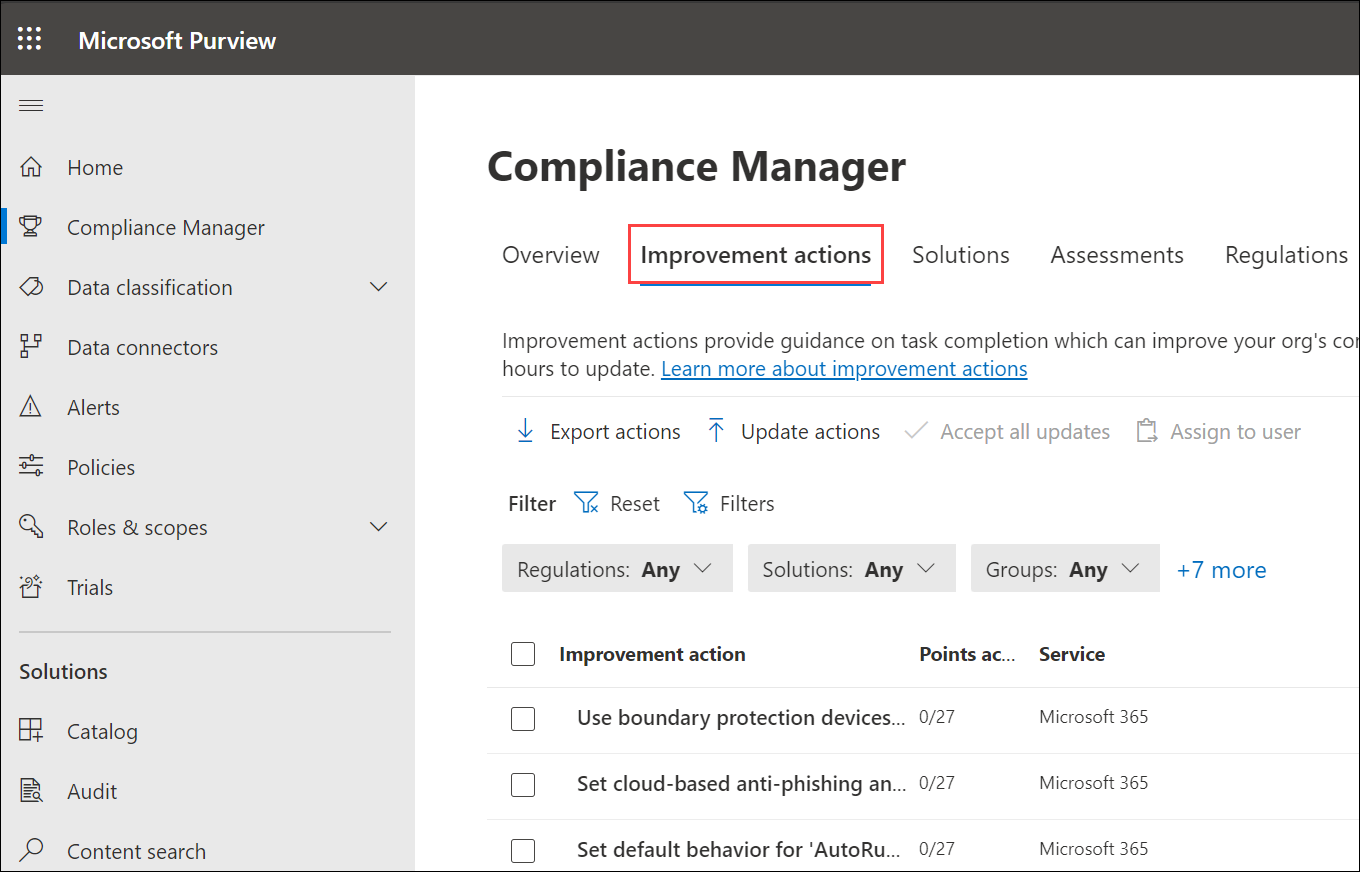 Microsoft Purview
Home
Compliance Manager
Data classification
Data connectors
Alerts
Policies
Roles & scopes
Trials
Solutions
Catalog
Audit
Content search
Compliance Manager
Overview Improvement actions Solutions Assessments Regulations
Improvement actions provide guidance on task completion which can improve your org's
hours to update. Learn more about improvement actions
Export actions Update actions Accept all updates Assign to user
Filter Reset Filters
Regulations: Any Solutions: Any Groups: Any +7 more
Improvement action Points ac... Service
Use boundary protection devices... 0/27 Microsoft 365
Set cloud-based anti-phishing an... 0/27 Microsoft 365
Set default behavior for 'AutoRu... 0/27 Microsoft 365